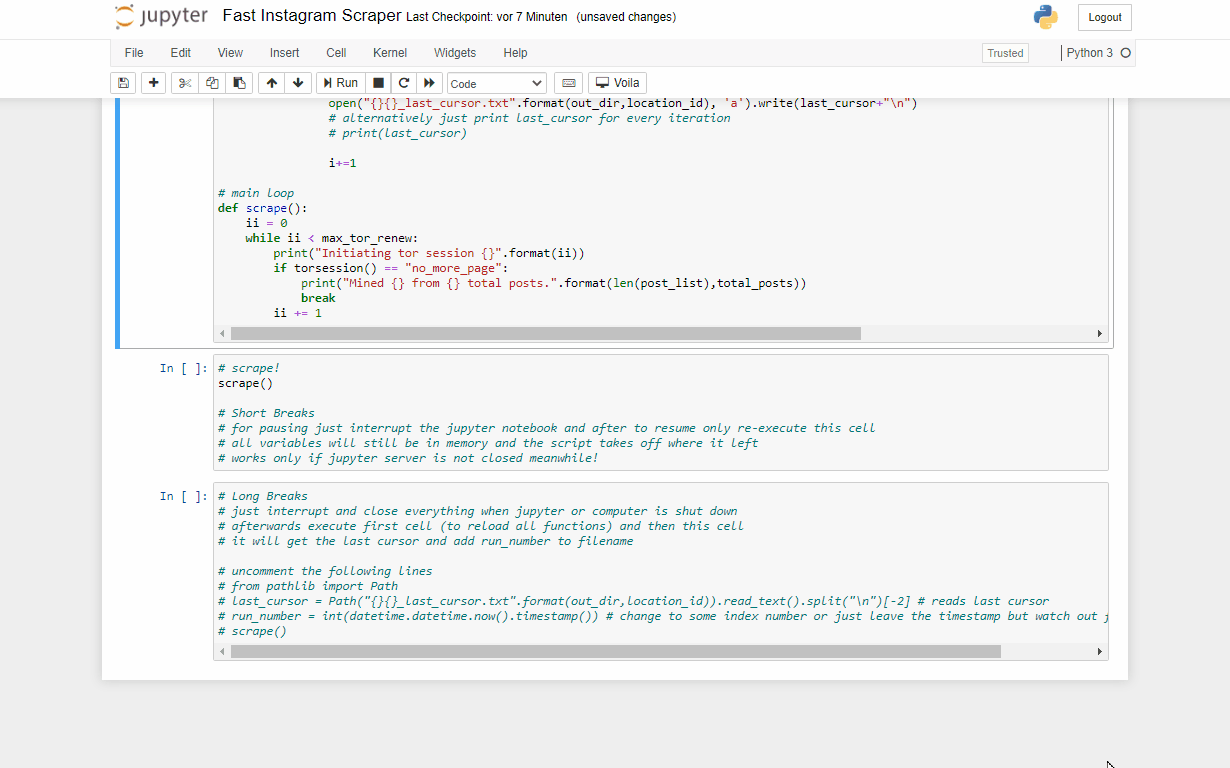 jupyter Fast Instagram Scraper Last Checkpoint: vor 7 Minuten (unsaved changes) Logout
File Edit View Insert Cell Kernel Widgets Help Trusted Python 3
Run Code Voila
open("{}{}_last_cursor.txt".format(out_dir,location_id), 'a').write(last_cursor+"\n")
# alternatively just print last_cursor for every iteration
# print(last_cursor)
i+=1
# main loop
def scrape():
ii = 0
while ii < max_tor_renew:
print("Initiating tor session {}".format(ii))
if torsession() == "no_more_page":
print("Mined {} from {} total posts.".format(len(post_list),total_posts))
break
ii += 1
In [ ]: # scrape!
scrape()
# Short Breaks
# for pausing just interrupt the jupyter notebook and after to resume only re-execute this cell
# all variables will still be in memory and the script takes off where it left
# works only if jupyter server is not closed meanwhile!
In [ ]: # Long Breaks
# just interrupt and close everything when jupyter or computer is shut down
# afterwards execute first cell (to reload all functions) and then this cell
# it will get the last cursor and add run_number to filename
# uncomment the following lines
# from pathlib import Path
# last_cursor = Path("{}{}_last_cursor.txt".format(out_dir,location_id)).read_text().split("\n")[-2] # reads last cursor
# run_number = int(datetime.datetime.now().timestamp()) # change to some index number or just leave the timestamp but watch out
# scrape()